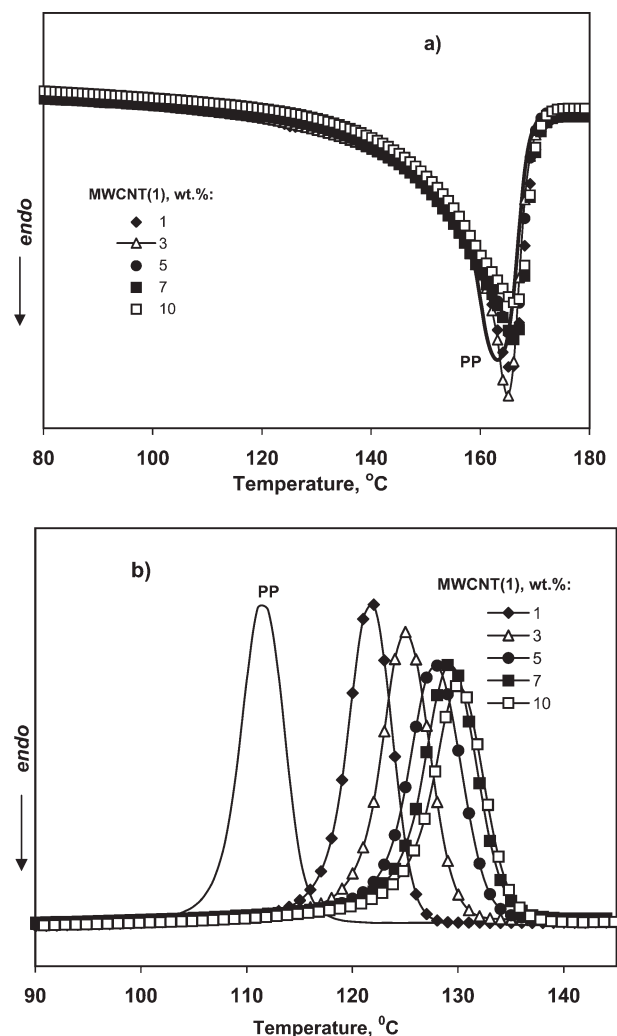 a)
MWCNT(1), wt.%:
1
3
5
7
10
endo
PP
80 100 120 140 160 180
Temperature, °C
b)
PP
MWCNT(1), wt.%:
1
3
5
7
10
endo
90 100 110 120 130 140
Temperature, ⁰C